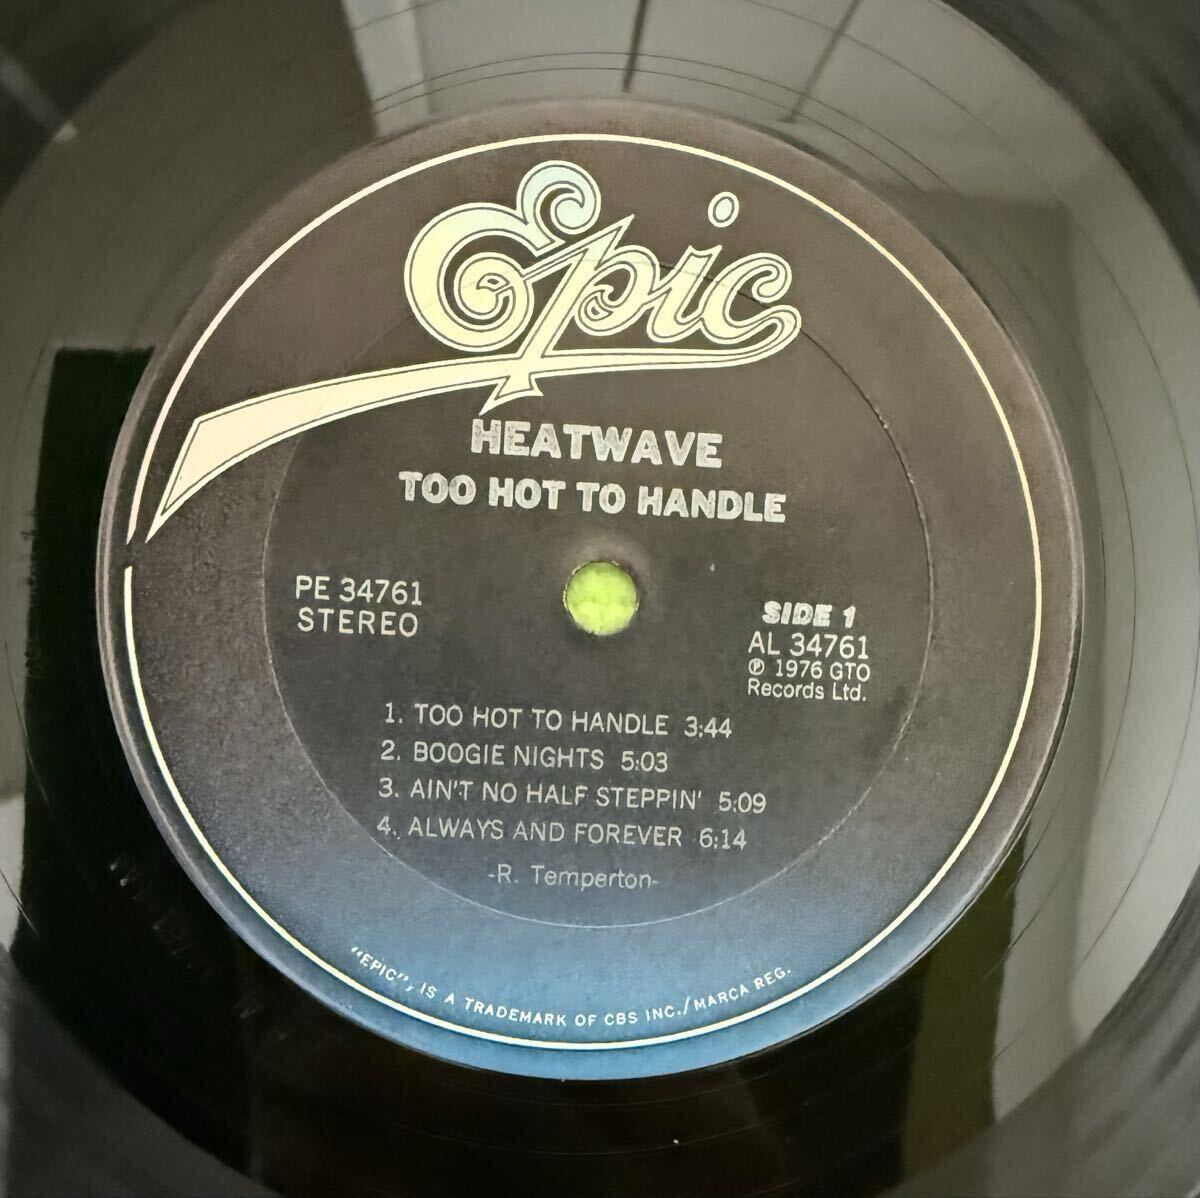 Epic
HEATWAVE
TOO HOT TO HANDLE
PE 34761
STEREO
SIDE 1
AL 34761
℗ 1976 GTO
Records Ltd.
1. TOO HOT TO HANDLE 3:44
2. BOOGIE NIGHTS 5:03
3. AIN'T NO HALF STEPPIN' 5:09
4. ALWAYS AND FOREVER 6:14
-R. Temperton-
"EPIC", IS A TRADEMARK OF CBS INC./MARCA REG.